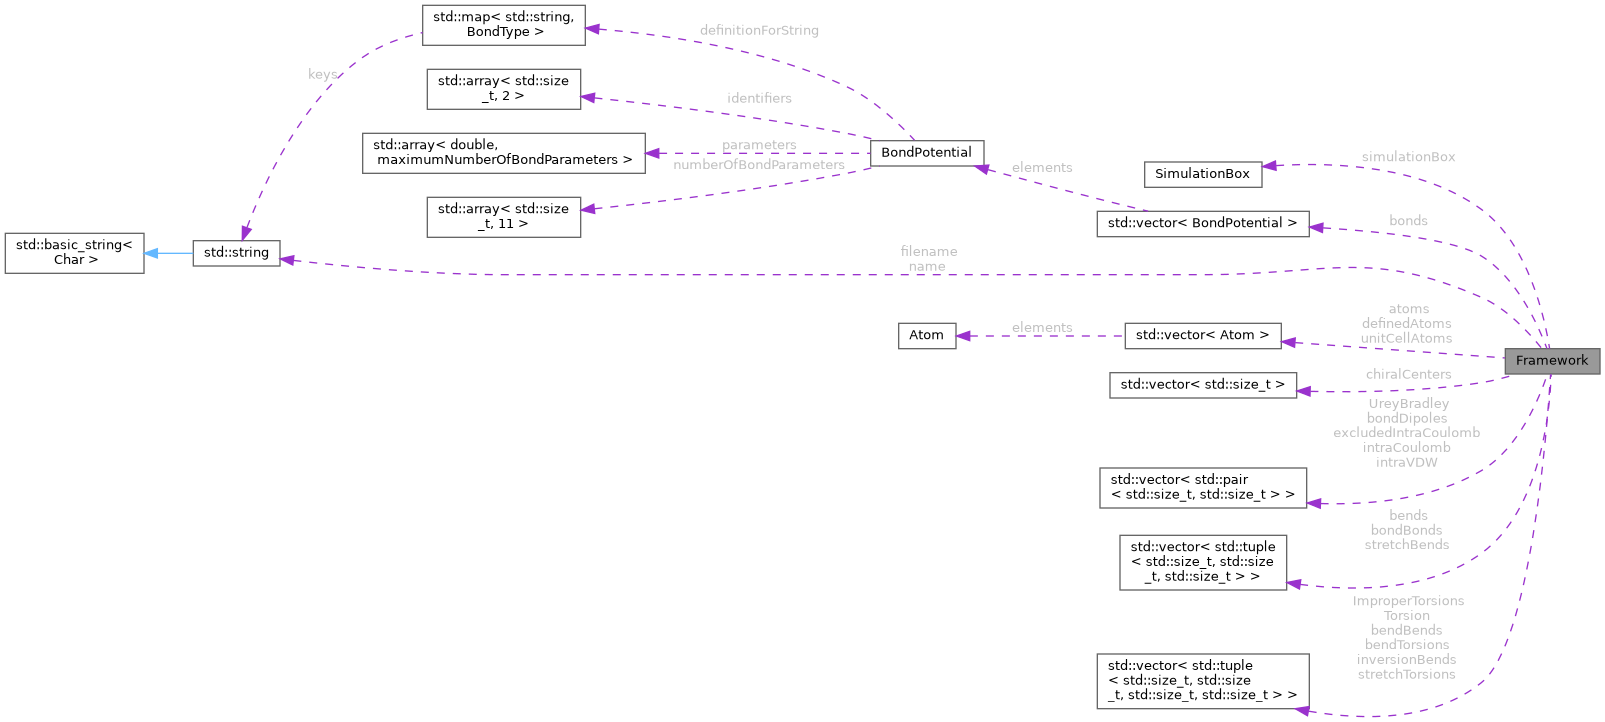 std::map< std::string,
BondType >
definitionForString
keys
std::array< std::size
_t, 2 >
identifiers
std::array< double,
maximumNumberOfBondParameters >
parameters
numberOfBondParameters
BondPotential
elements
simulationBox
SimulationBox
std::array< std::size
_t, 11 >
std::vector< BondPotential >
bonds
std::basic_string<
Char >
std::string
filename
name
Atom
elements
std::vector< Atom >
atoms
definedAtoms
unitCellAtoms
Framework
std::vector< std::size_t >
chiralCenters
UreyBradley
bondDipoles
excludedIntraCoulomb
intraCoulomb
intraVDW
std::vector< std::pair
< std::size_t, std::size_t > >
bends
bondBonds
stretchBends
std::vector< std::tuple
< std::size_t, std::size
_t, std::size_t > >
ImproperTorsions
Torsion
bendBends
bendTorsions
inversionBends
stretchTorsions
std::vector< std::tuple
< std::size_t, std::size
_t, std::size_t, std::size_t > >